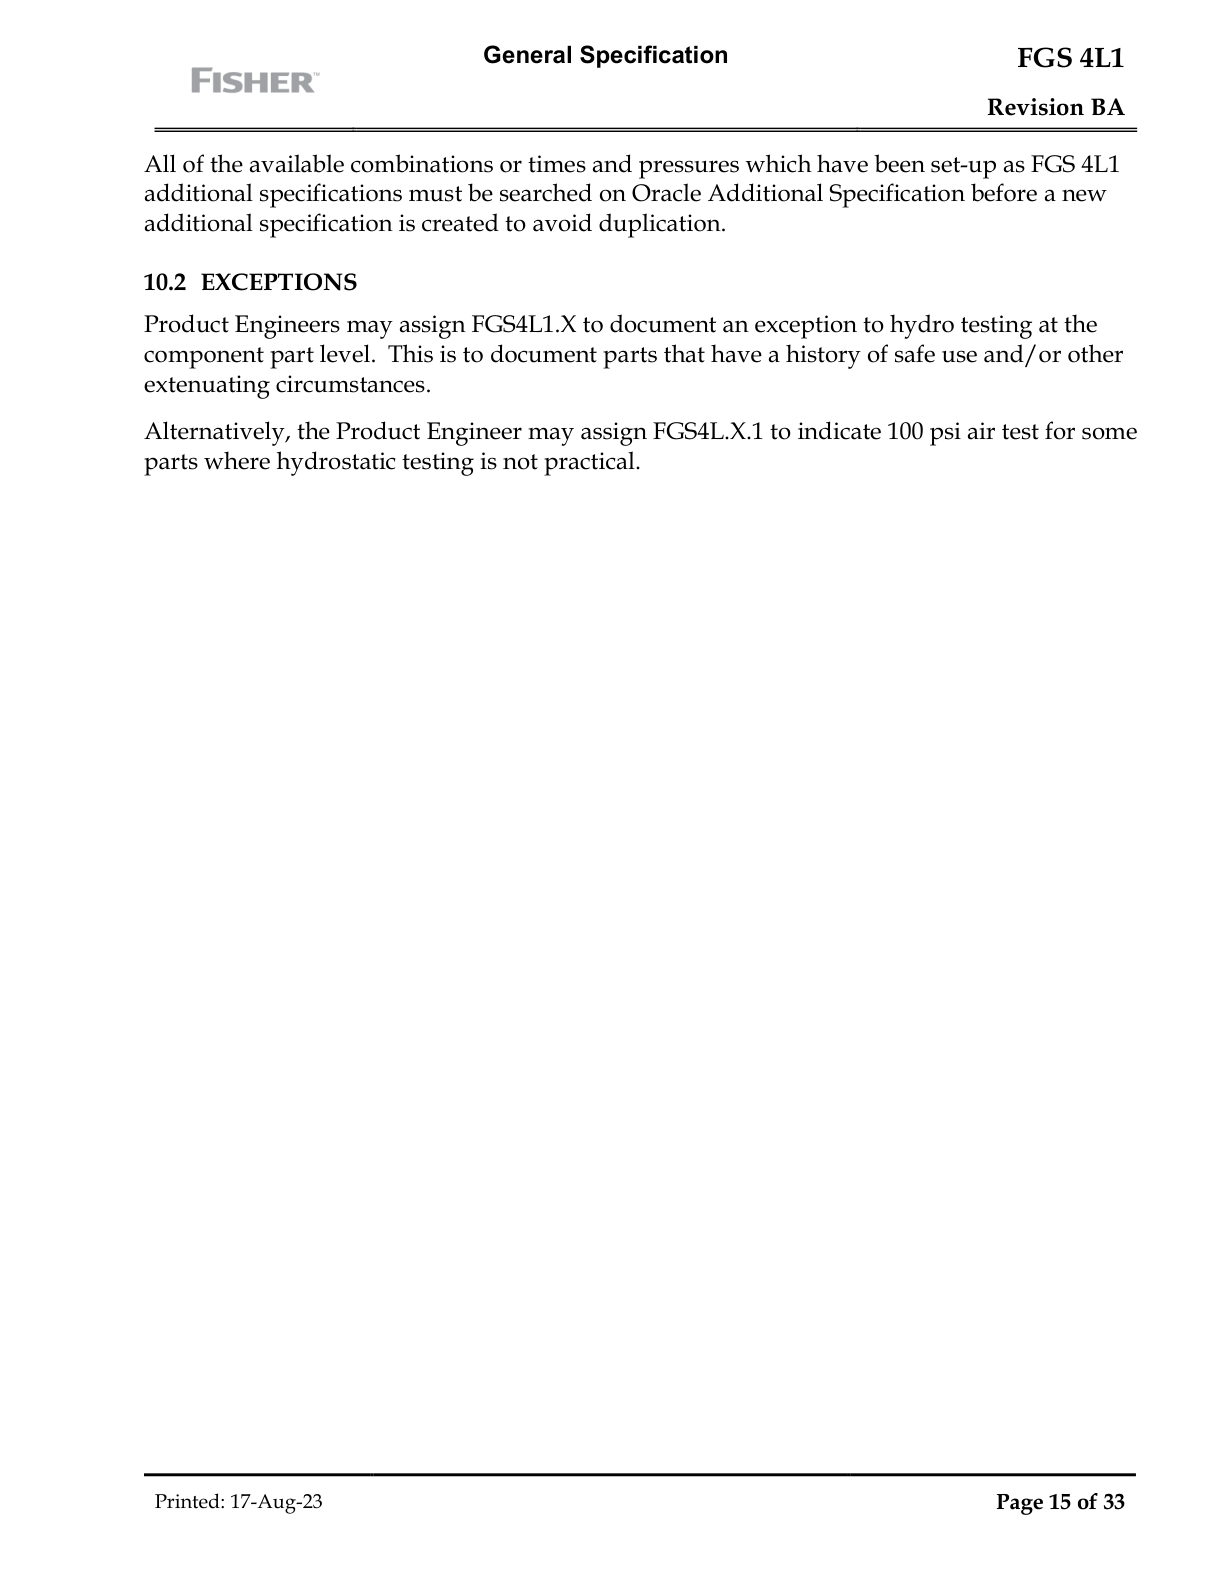 General Specification
FGS 4L1
FISHER™
Revision BA
All of the available combinations or times and pressures which have been set-up as FGS 4L1
additional specifications must be searched on Oracle Additional Specification before a new
additional specification is created to avoid duplication.
10.2 EXCEPTIONS
Product Engineers may assign FGS4L1.X to document an exception to hydro testing at the
component part level. This is to document parts that have a history of safe use and/or other
extenuating circumstances.
Alternatively, the Product Engineer may assign FGS4L.X.1 to indicate 100 psi air test for some
parts where hydrostatic testing is not practical.
Printed: 17-Aug-23
Page 15 of 33